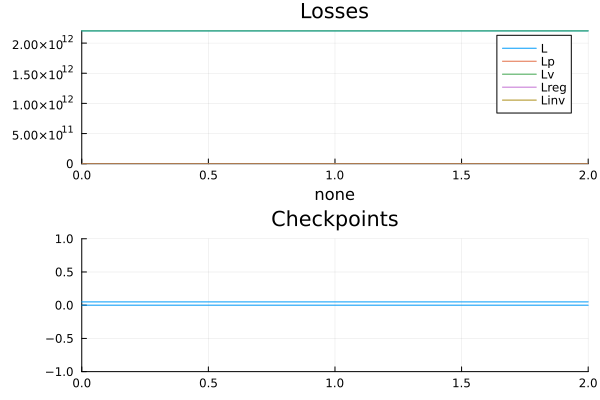 Losses
2.00×10¹²
1.50×10¹²
1.00×10¹²
5.00×10¹¹
0
L
Lp
Lv
Lreg
Linv
0.0 0.5 1.0 1.5 2.0
none
Checkpoints
1.0
0.5
0.0
−0.5
−1.0
0.0 0.5 1.0 1.5 2.0